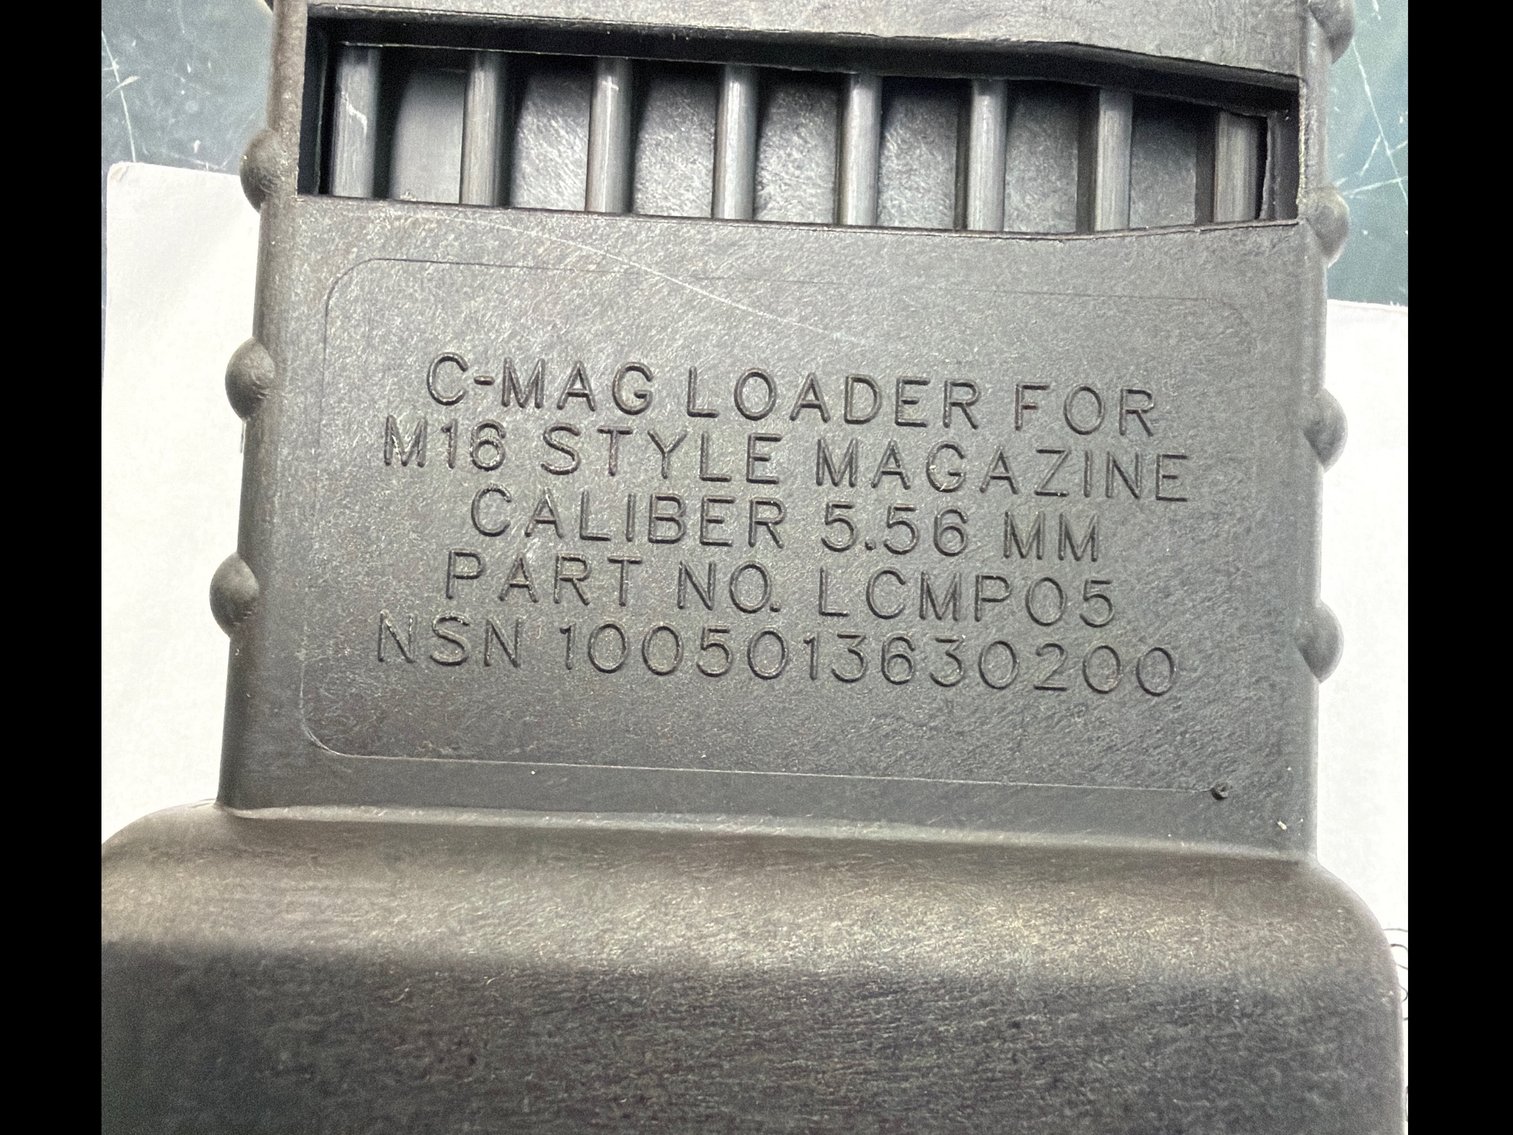 C-MAG LOADER FOR
M16 STYLE MAGAZINE
CALIBER 5.56 MM
PART NO. LCMP05
NSN 1005013630200